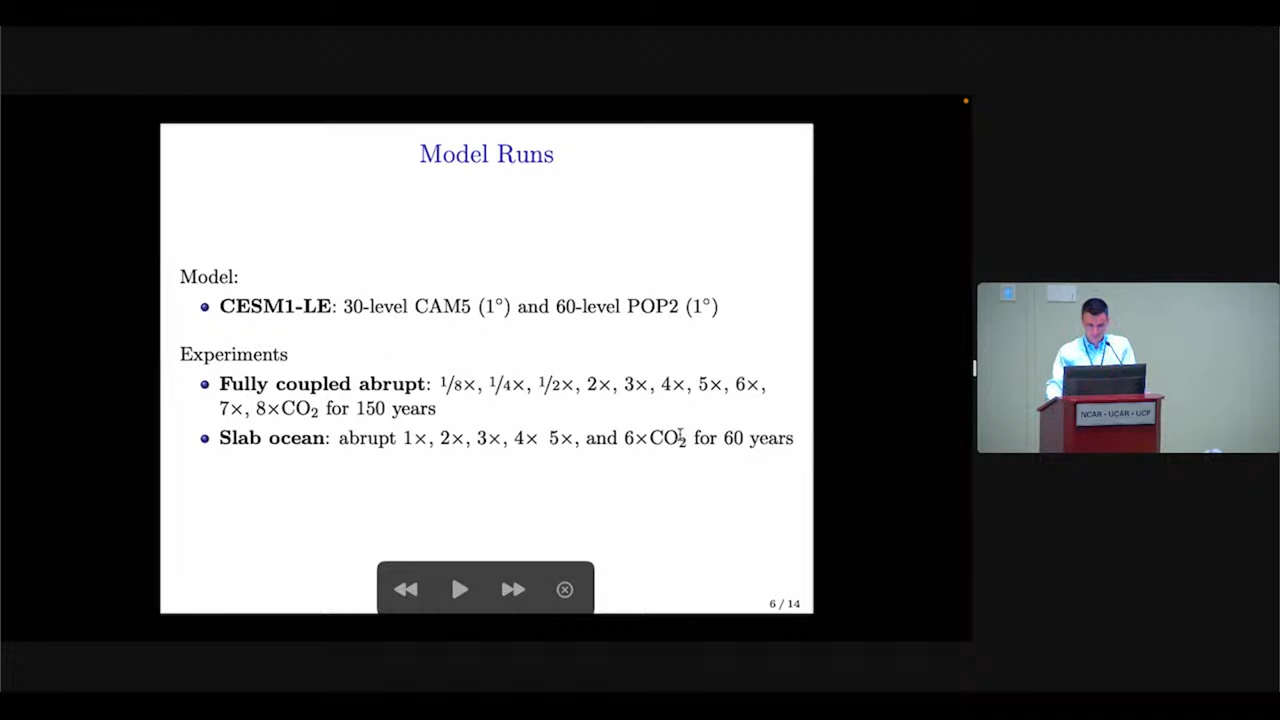 Model Runs
Model:
CESM1-LE: 30-level CAM5 (1°) and 60-level POP2 (1°)
Experiments
Fully coupled abrupt: 1/8×, 1/4×, 1/2×, 2×, 3×, 4×, 5×, 6×,
7×, 8×CO₂ for 150 years
Slab ocean: abrupt 1×, 2×, 3×, 4× 5×, and 6×CO₂ for 60 years
6 / 14
NCAR • UCAR • UCP